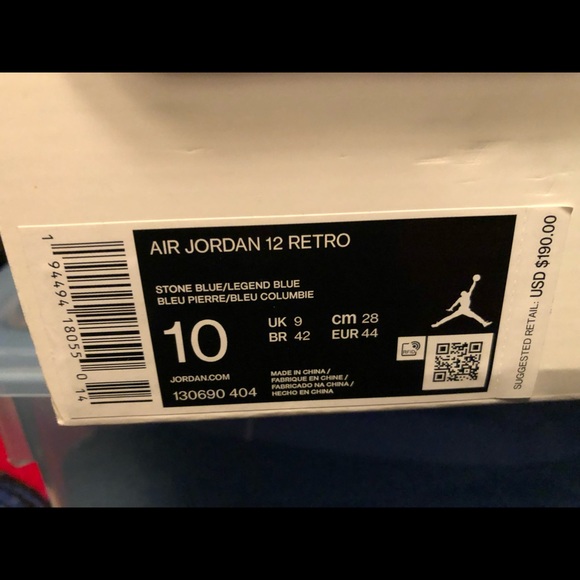 AIR JORDAN 12 RETRO
STONE BLUE/LEGEND BLUE
BLEU PIERRE/BLEU COLUMBIE
10
UK 9
cm 28
BR 42
EUR 44
JORDAN.COM
130690 404
MADE IN CHINA /
FABRIQUE EN CHINE /
FABRICADO NA CHINA /
HECHO EN CHINA
1 94494 18055 0 14
SUGGESTED RETAIL: USD $190.00